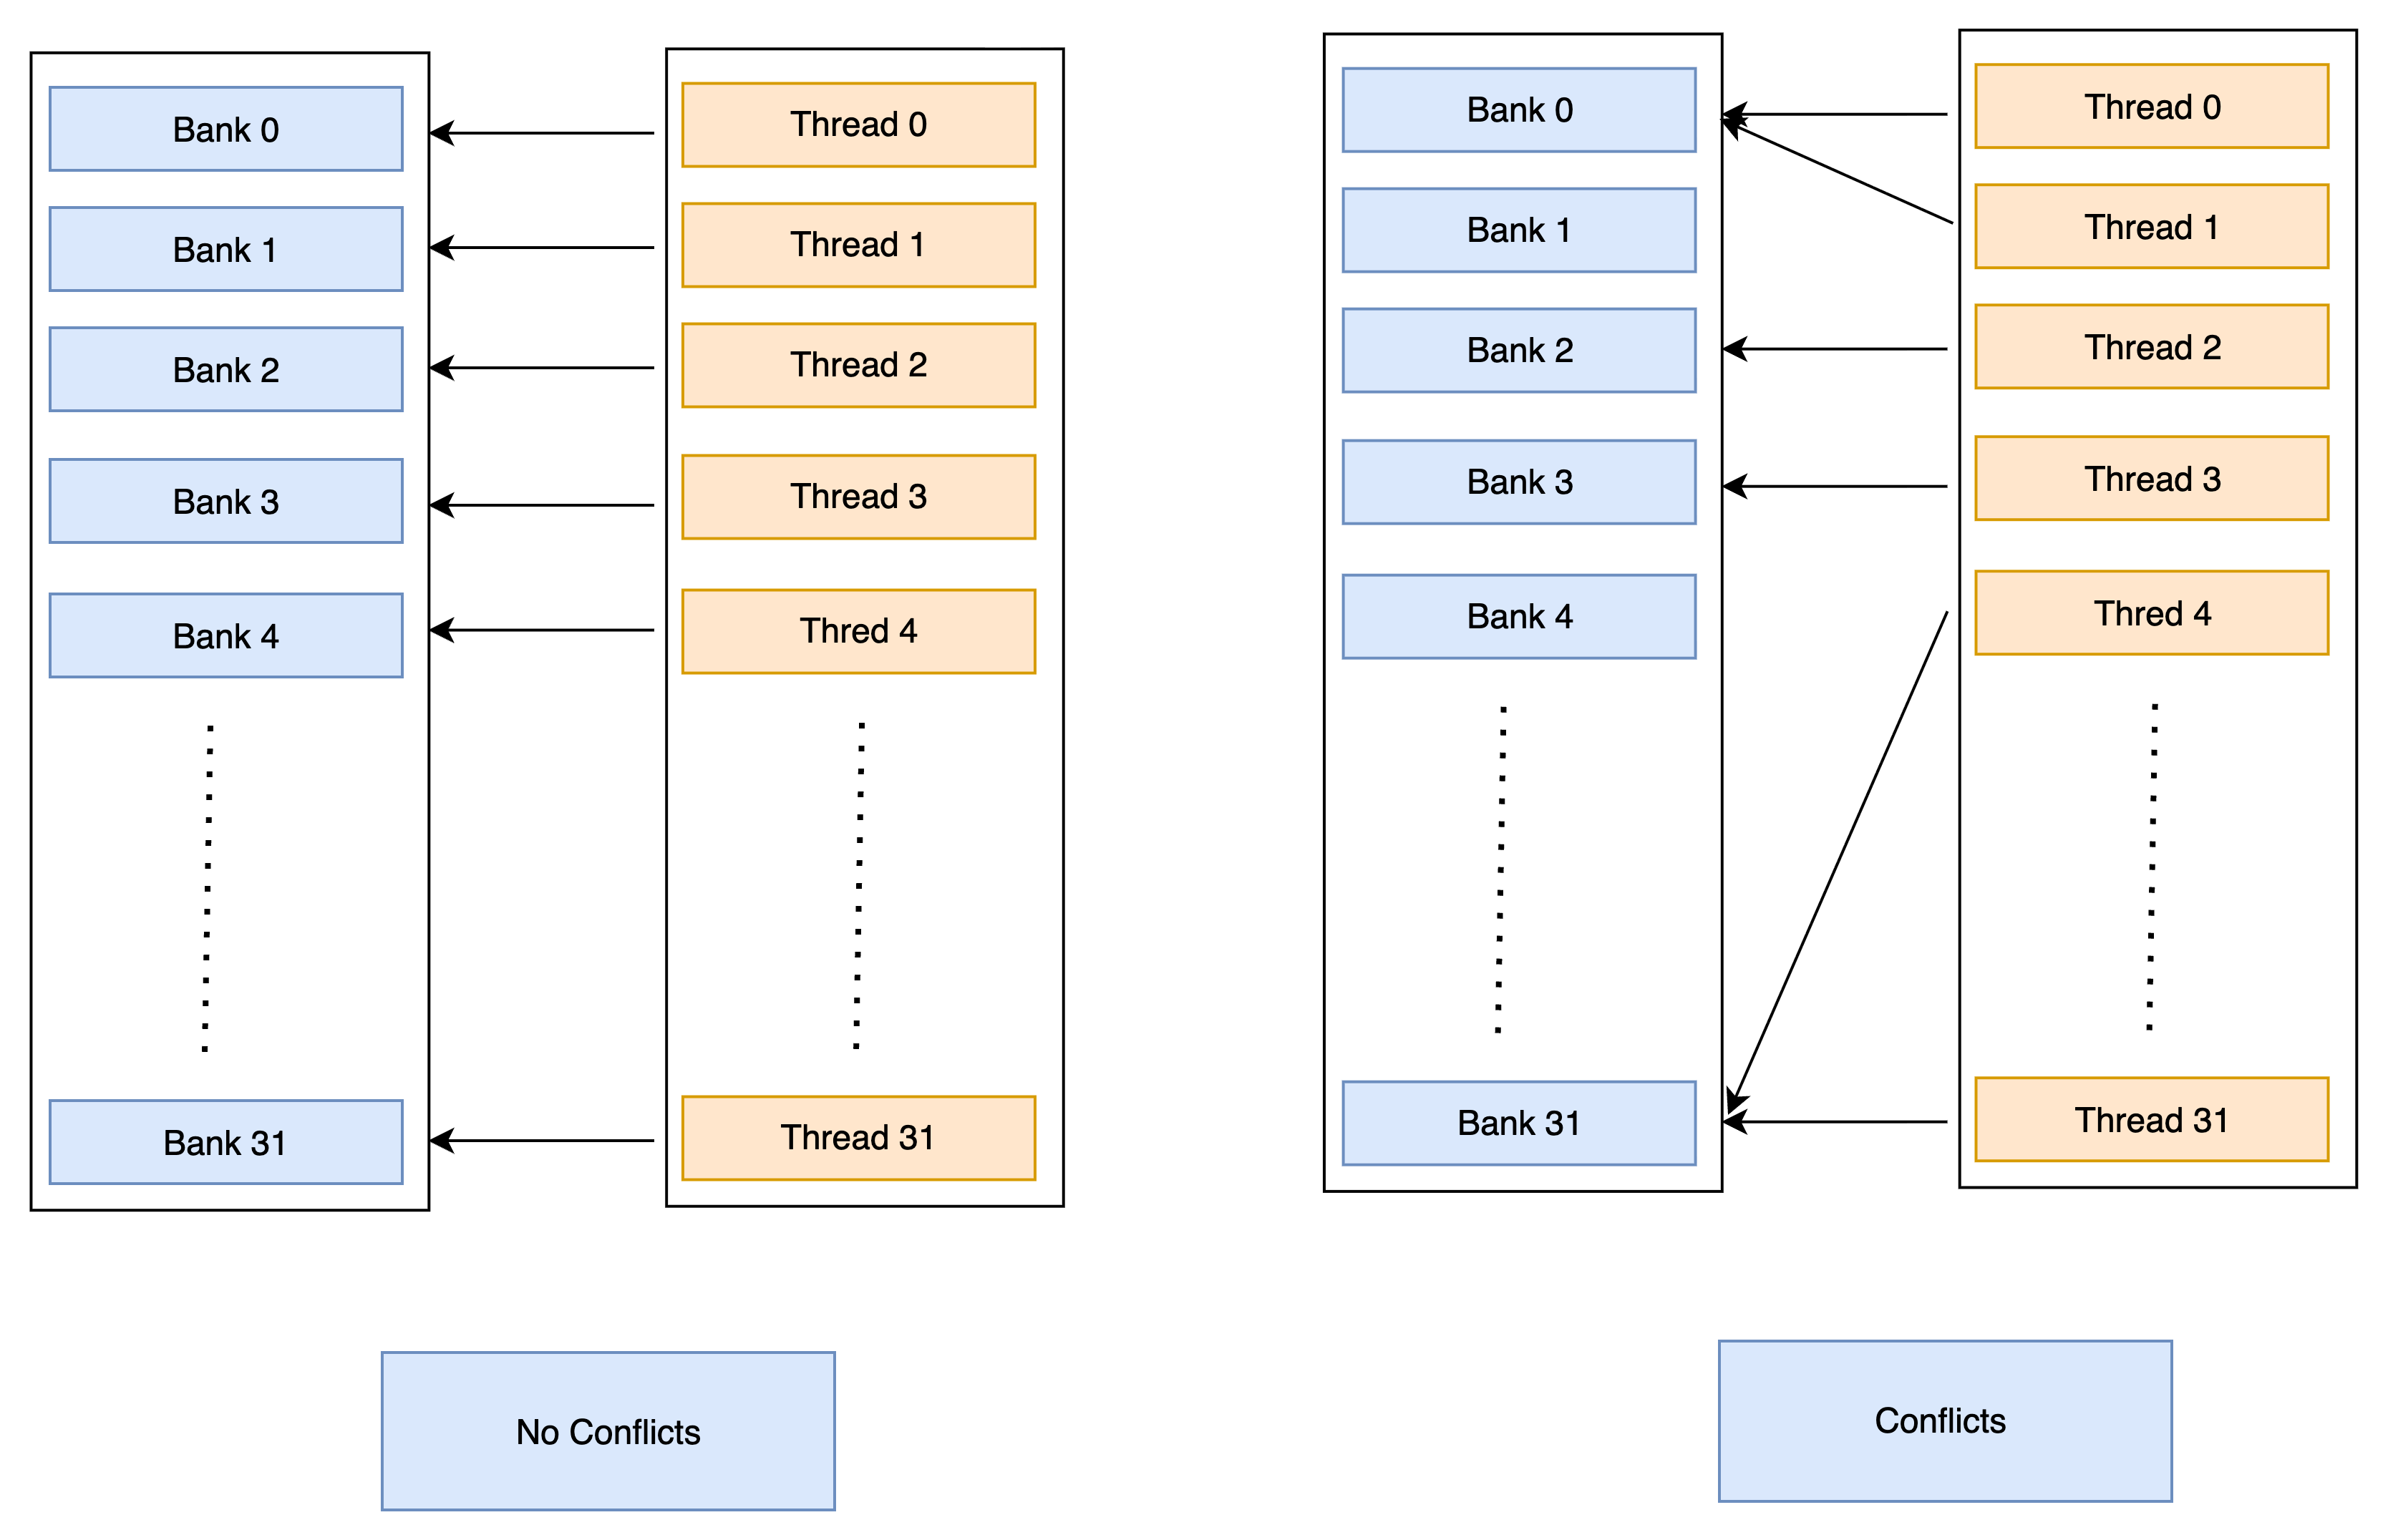 Bank 0
Bank 1
Bank 2
Bank 3
Bank 4
Bank 31
Thread 0
Thread 1
Thread 2
Thread 3
Thred 4
Thread 31
No Conflicts
Bank 0
Bank 1
Bank 2
Bank 3
Bank 4
Bank 31
Thread 0
Thread 1
Thread 2
Thread 3
Thred 4
Thread 31
Conflicts